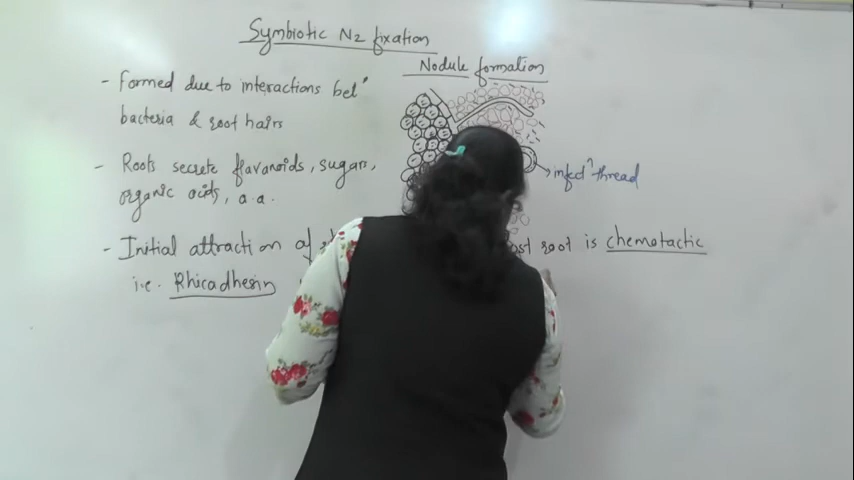 Symbiotic N2 fixation
Nodule formation
- Formed due to interactions betⁿ
bacteria & root hairs
- Roots secrete flavanoids, sugars,
organic acids, a.a.
infectⁿ thread
- Initial attraction of root is chemotactic
i.e. Rhicadhesin